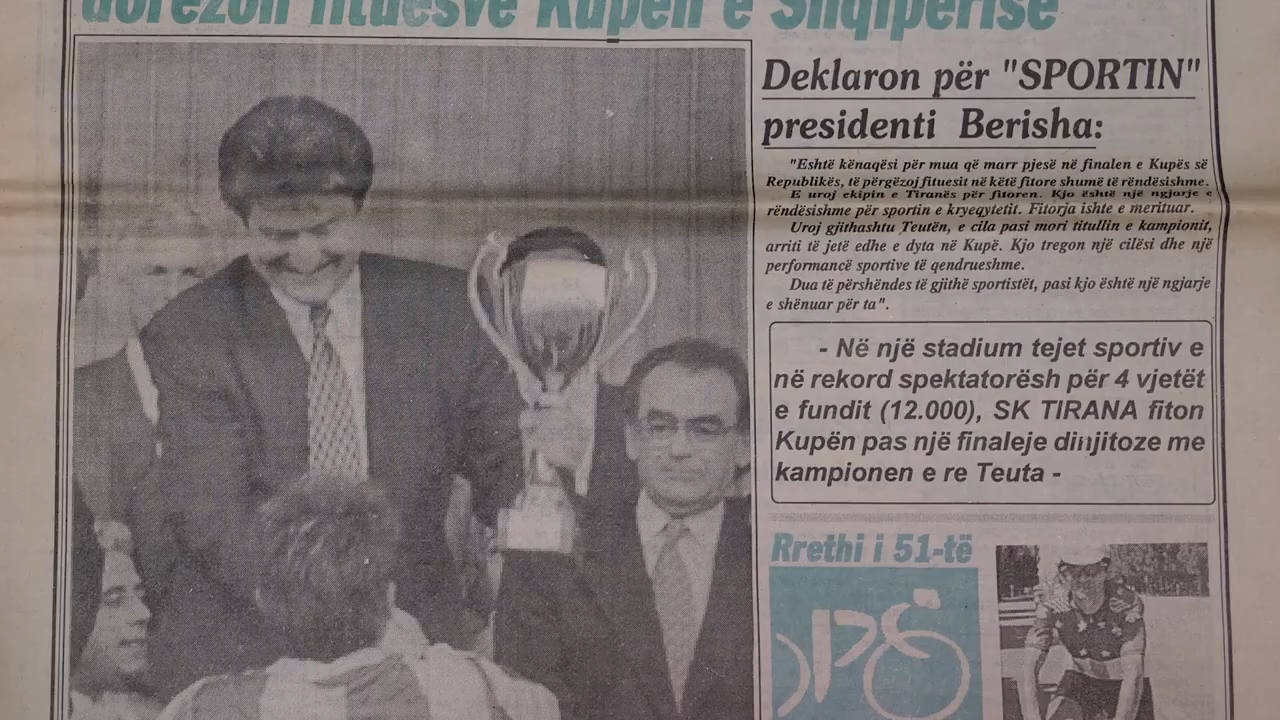 dorëzon fituesve Kupën e Shqipërisë
Deklaron për "SPORTIN"
presidenti Berisha:
"Eshtë kënaqësi për mua që marr pjesë në finalen e Kupës së
Republikës, të përgëzoj fituesit në këtë fitore shumë të rëndësishme.
E uroj ekipin e Tiranës për fitoren. Kjo është një ngjarje e
rëndësishme për sportin e kryeqytetit. Fitorja ishte e merituar.
Uroj gjithashtu Teutën, e cila pasi mori titullin e kampionit,
arriti të jetë edhe e dyta në Kupë. Kjo tregon një cilësi dhe një
performancë sportive të qendrueshme.
Dua të përshëndes të gjithë sportistët, pasi kjo është një ngjarje
e shënuar për ta".
- Në një stadium tejet sportiv e
në rekord spektatorësh për 4 vjetët
e fundit (12.000), SK TIRANA fiton
Kupën pas një finaleje dinjitoze me
kampionen e re Teuta -
Rrethi i 51-të